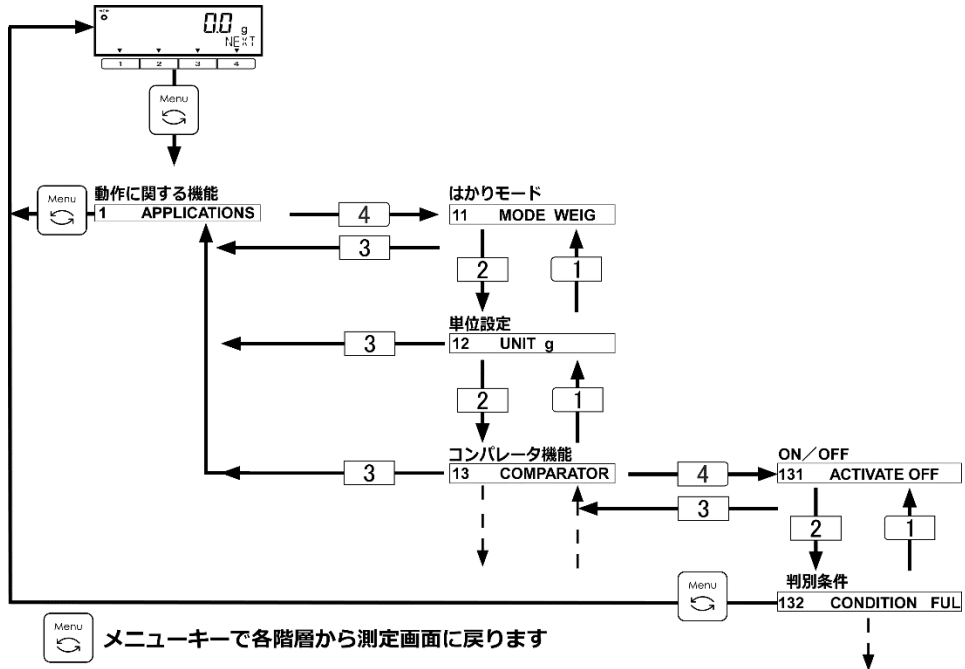 0.0 g
NEXT
1 2 3 4
Menu
動作に関する機能
Menu
1 APPLICATIONS
4
はかりモード
11 MODE WEIG
3
2
1
単位設定
3
12 UNIT g
2
1
コンパレータ機能
3
13 COMPARATOR
4
ON／OFF
131 ACTIVATE OFF
3
2
1
Menu
判別条件
132 CONDITION FUL
Menu
メニューキーで各階層から測定画面に戻ります